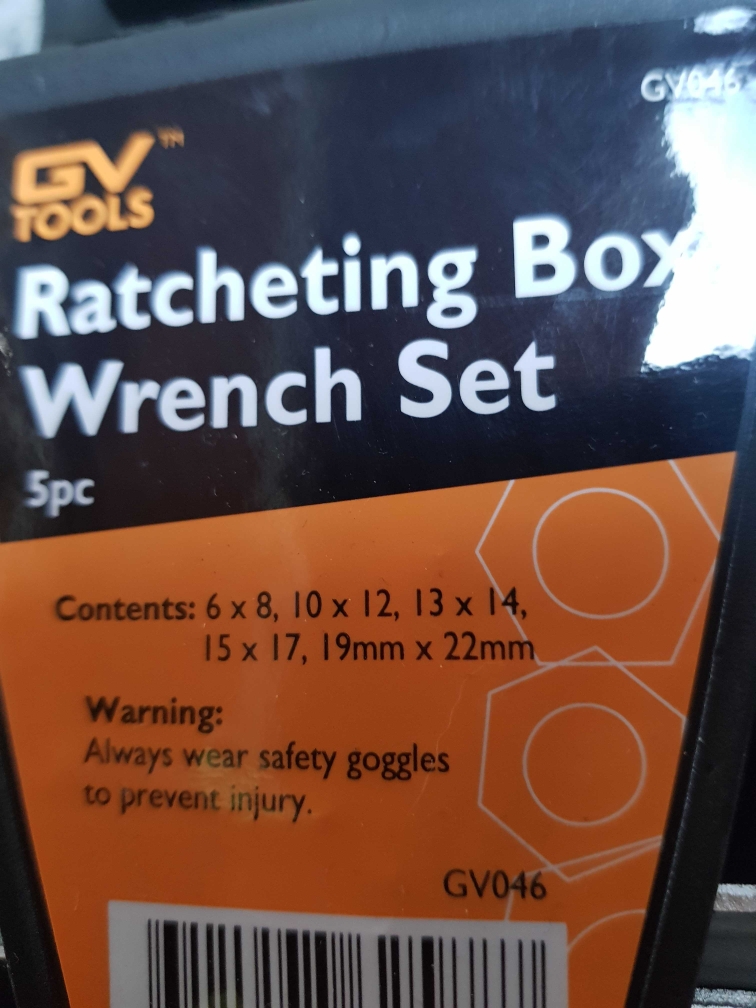 GV046
GV TOOLS™
Ratcheting Box
Wrench Set
5pc
Contents: 6 x 8, 10 x 12, 13 x 14,
15 x 17, 19mm x 22mm
Warning:
Always wear safety goggles
to prevent injury.
GV046